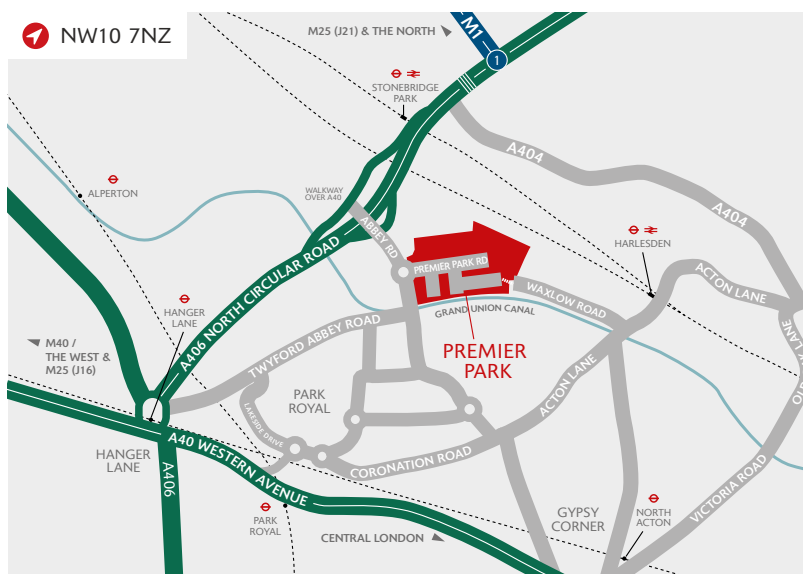 NW10 7NZ
M25 (J21) & THE NORTH
M1
1
STONEBRIDGE
PARK
A404
A404
ALPERTON
WALKWAY
OVER A40
ABBEY RD
HARLESDEN
PREMIER PARK RD
WAXLOW ROAD
ACTON LANE
GRAND UNION CANAL
HANGER
LANE
A406 NORTH CIRCULAR ROAD
M40 /
THE WEST &
M25 (J16)
TWYFORD ABBEY ROAD
PREMIER
PARK
PARK
ROYAL
ACTON LANE
LAKESIDE DRIVE
HANGER
LANE
A40 WESTERN AVENUE
A406
CORONATION ROAD
VICTORIA ROAD
PARK
ROYAL
GYPSY
CORNER
NORTH
ACTON
CENTRAL LONDON